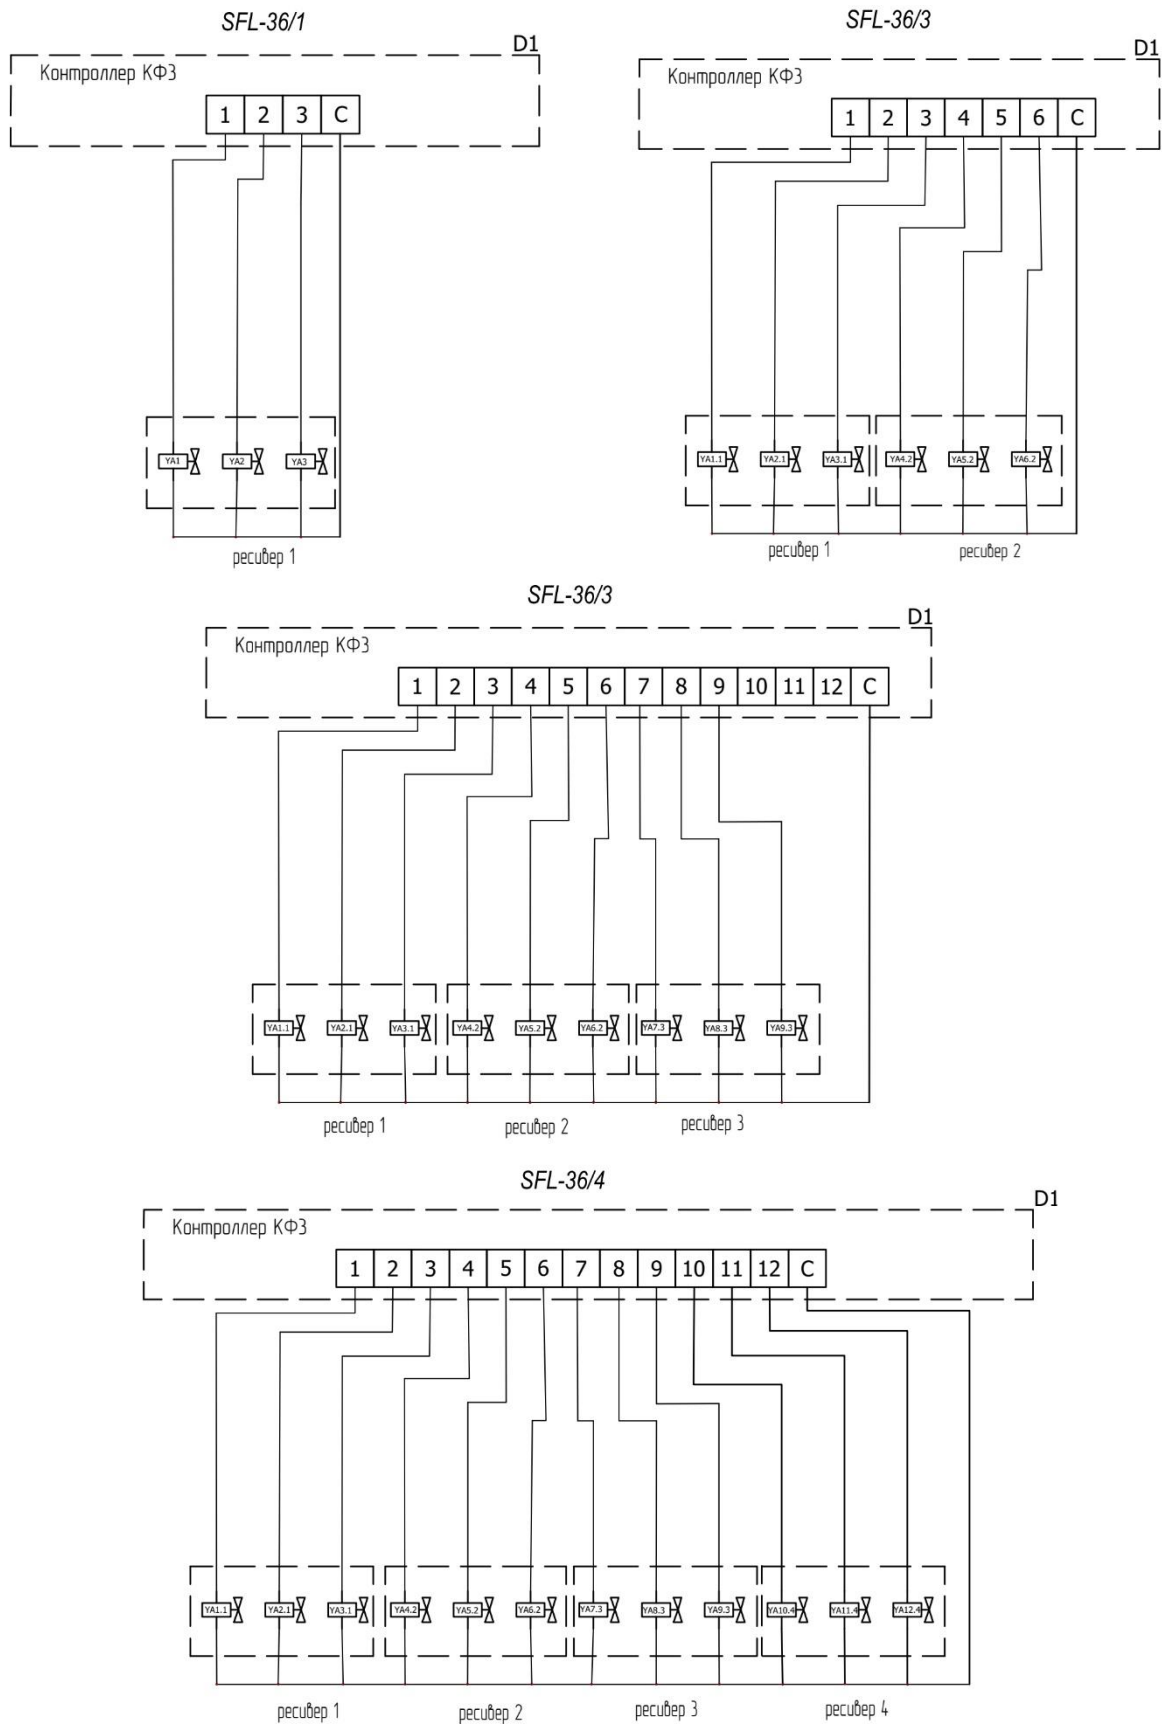 SFL-36/1
D1
Контроллер КФЗ
1 2 3 C
YA1 YA2 YA3
ресивер 1
SFL-36/3
D1
Контроллер КФЗ
1 2 3 4 5 6 C
YA1.1 YA2.1 YA3.1 YA4.2 YA5.2 YA6.2
ресивер 1 ресивер 2
SFL-36/3
D1
Контроллер КФЗ
1 2 3 4 5 6 7 8 9 10 11 12 C
YA1.1 YA2.1 YA3.1 YA4.2 YA5.2 YA6.2 YA7.3 YA8.3 YA9.3
ресивер 1 ресивер 2 ресивер 3
SFL-36/4
D1
Контроллер КФЗ
1 2 3 4 5 6 7 8 9 10 11 12 C
YA1.1 YA2.1 YA3.1 YA4.2 YA5.2 YA6.2 YA7.3 YA8.3 YA9.3 YA10.4 YA11.4 YA12.4
ресивер 1 ресивер 2 ресивер 3 ресивер 4